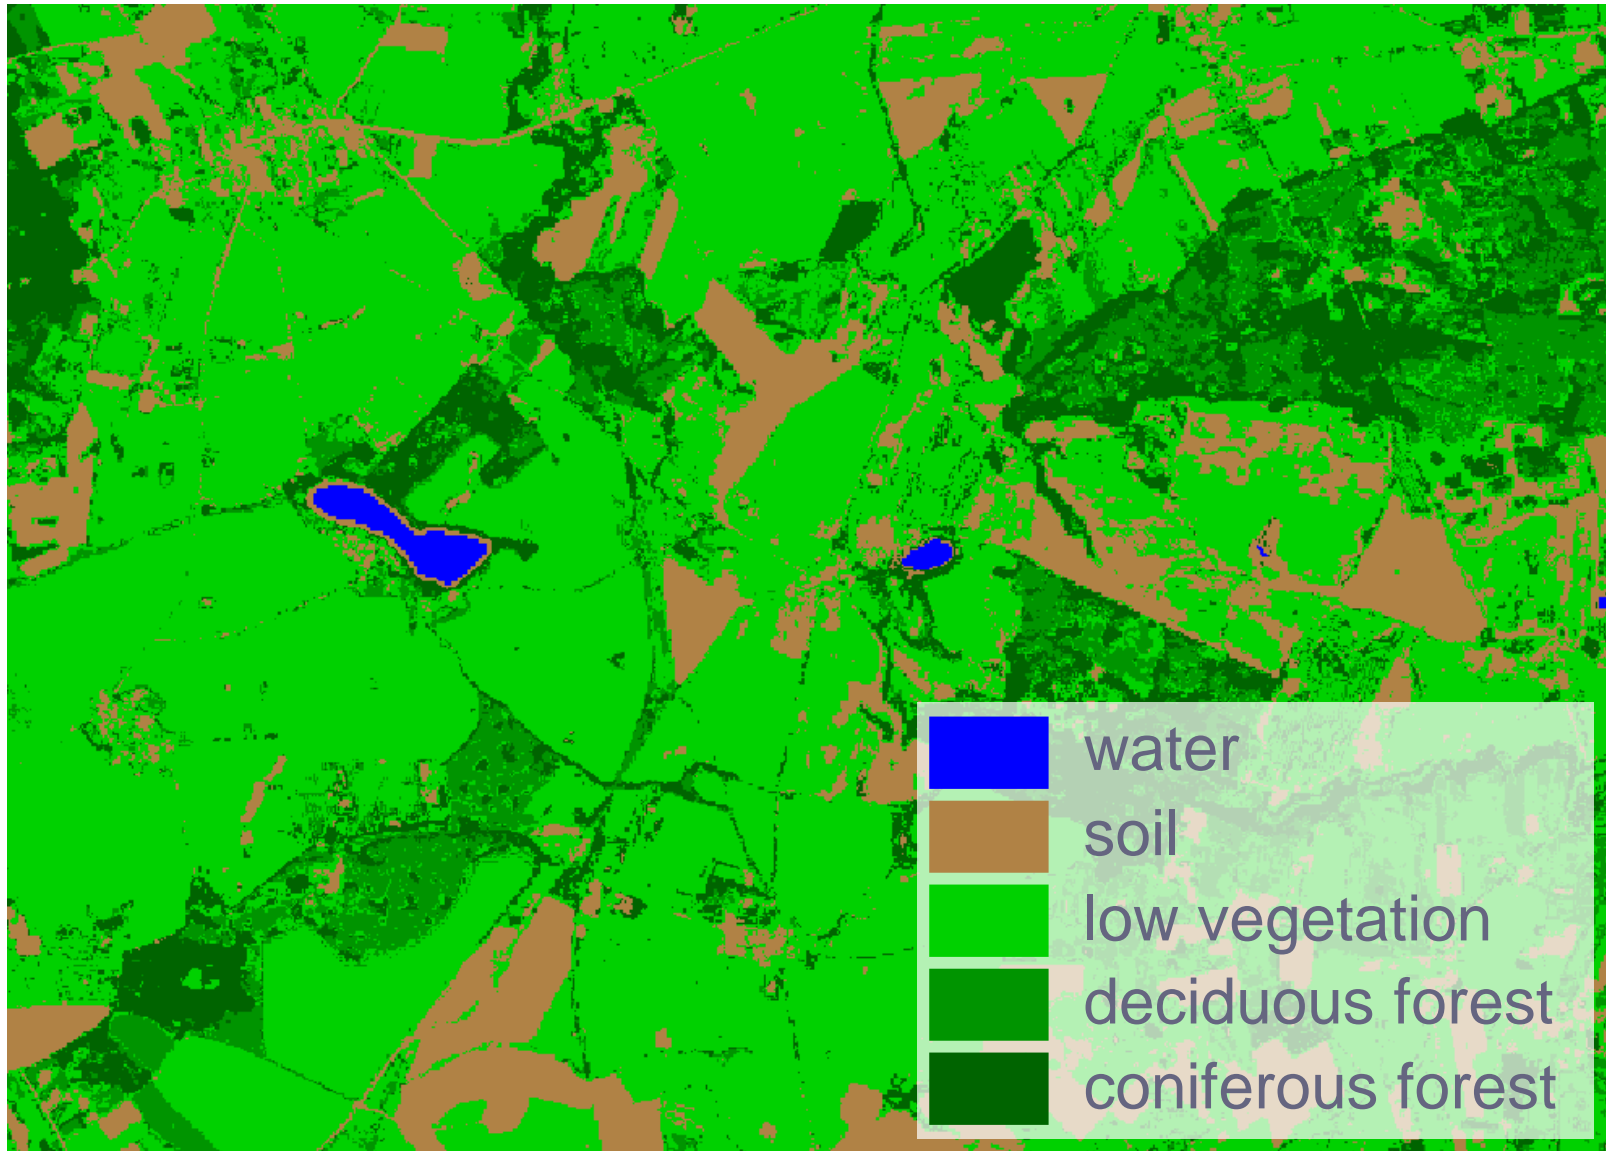 water
soil
low vegetation
deciduous forest
coniferous forest